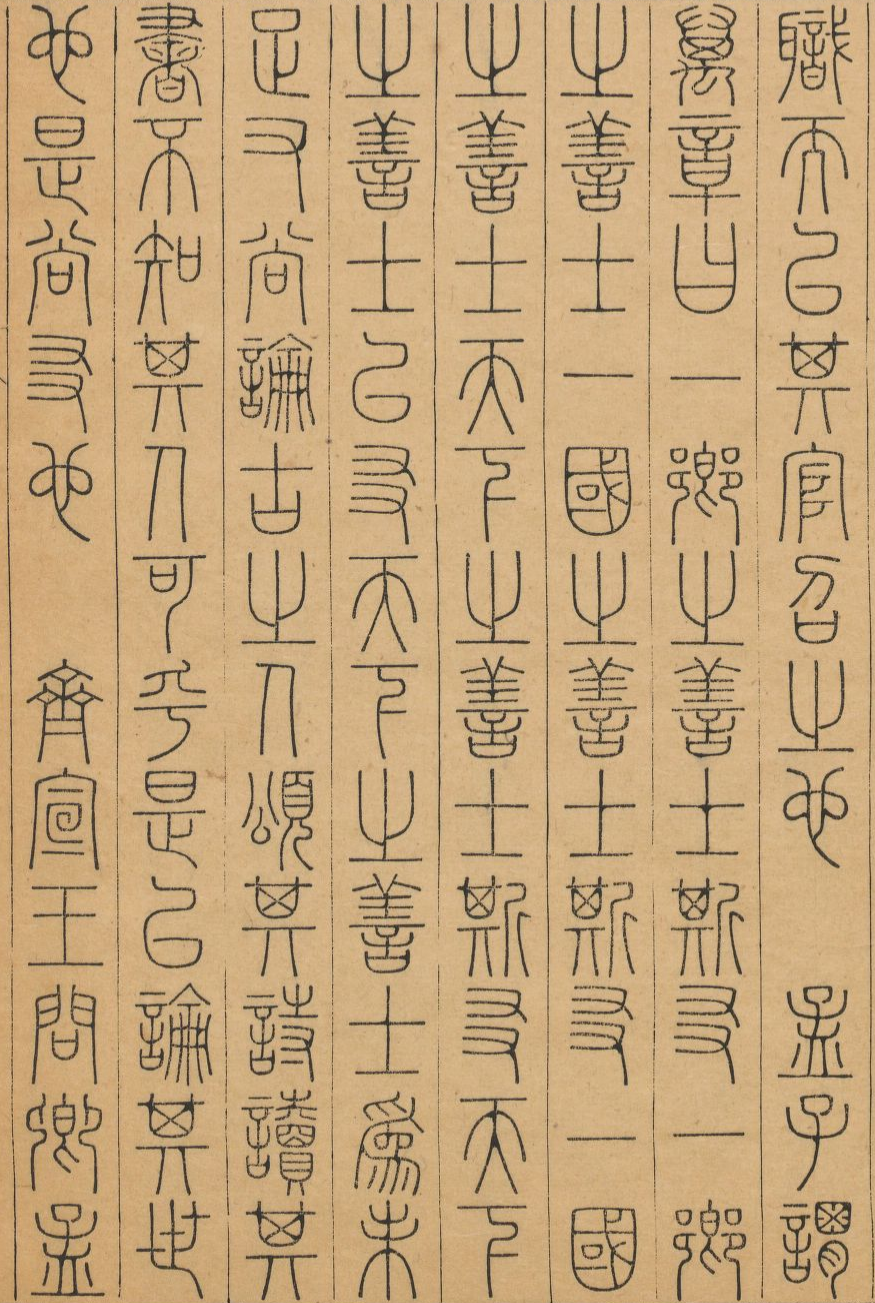 職而以其官召之也　孟子謂
萬章曰一鄉之善士斯友一鄉
之善士一國之善士斯友一國
之善士天下之善士斯友天下
之善士以友天下之善士為未
足又尚論古之人頌其詩讀其
書不知其人可乎是以論其世
也是尚友也　齊宣王問卿孟